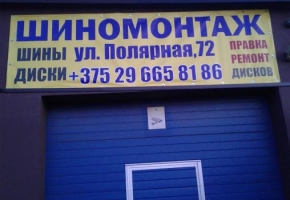 ШИНОМОНТАЖ
ШИНЫ ул. Полярная,72 ПРАВКА
РЕМОНТ
ДИСКИ +375 29 665 81 86 ДИСКОВ